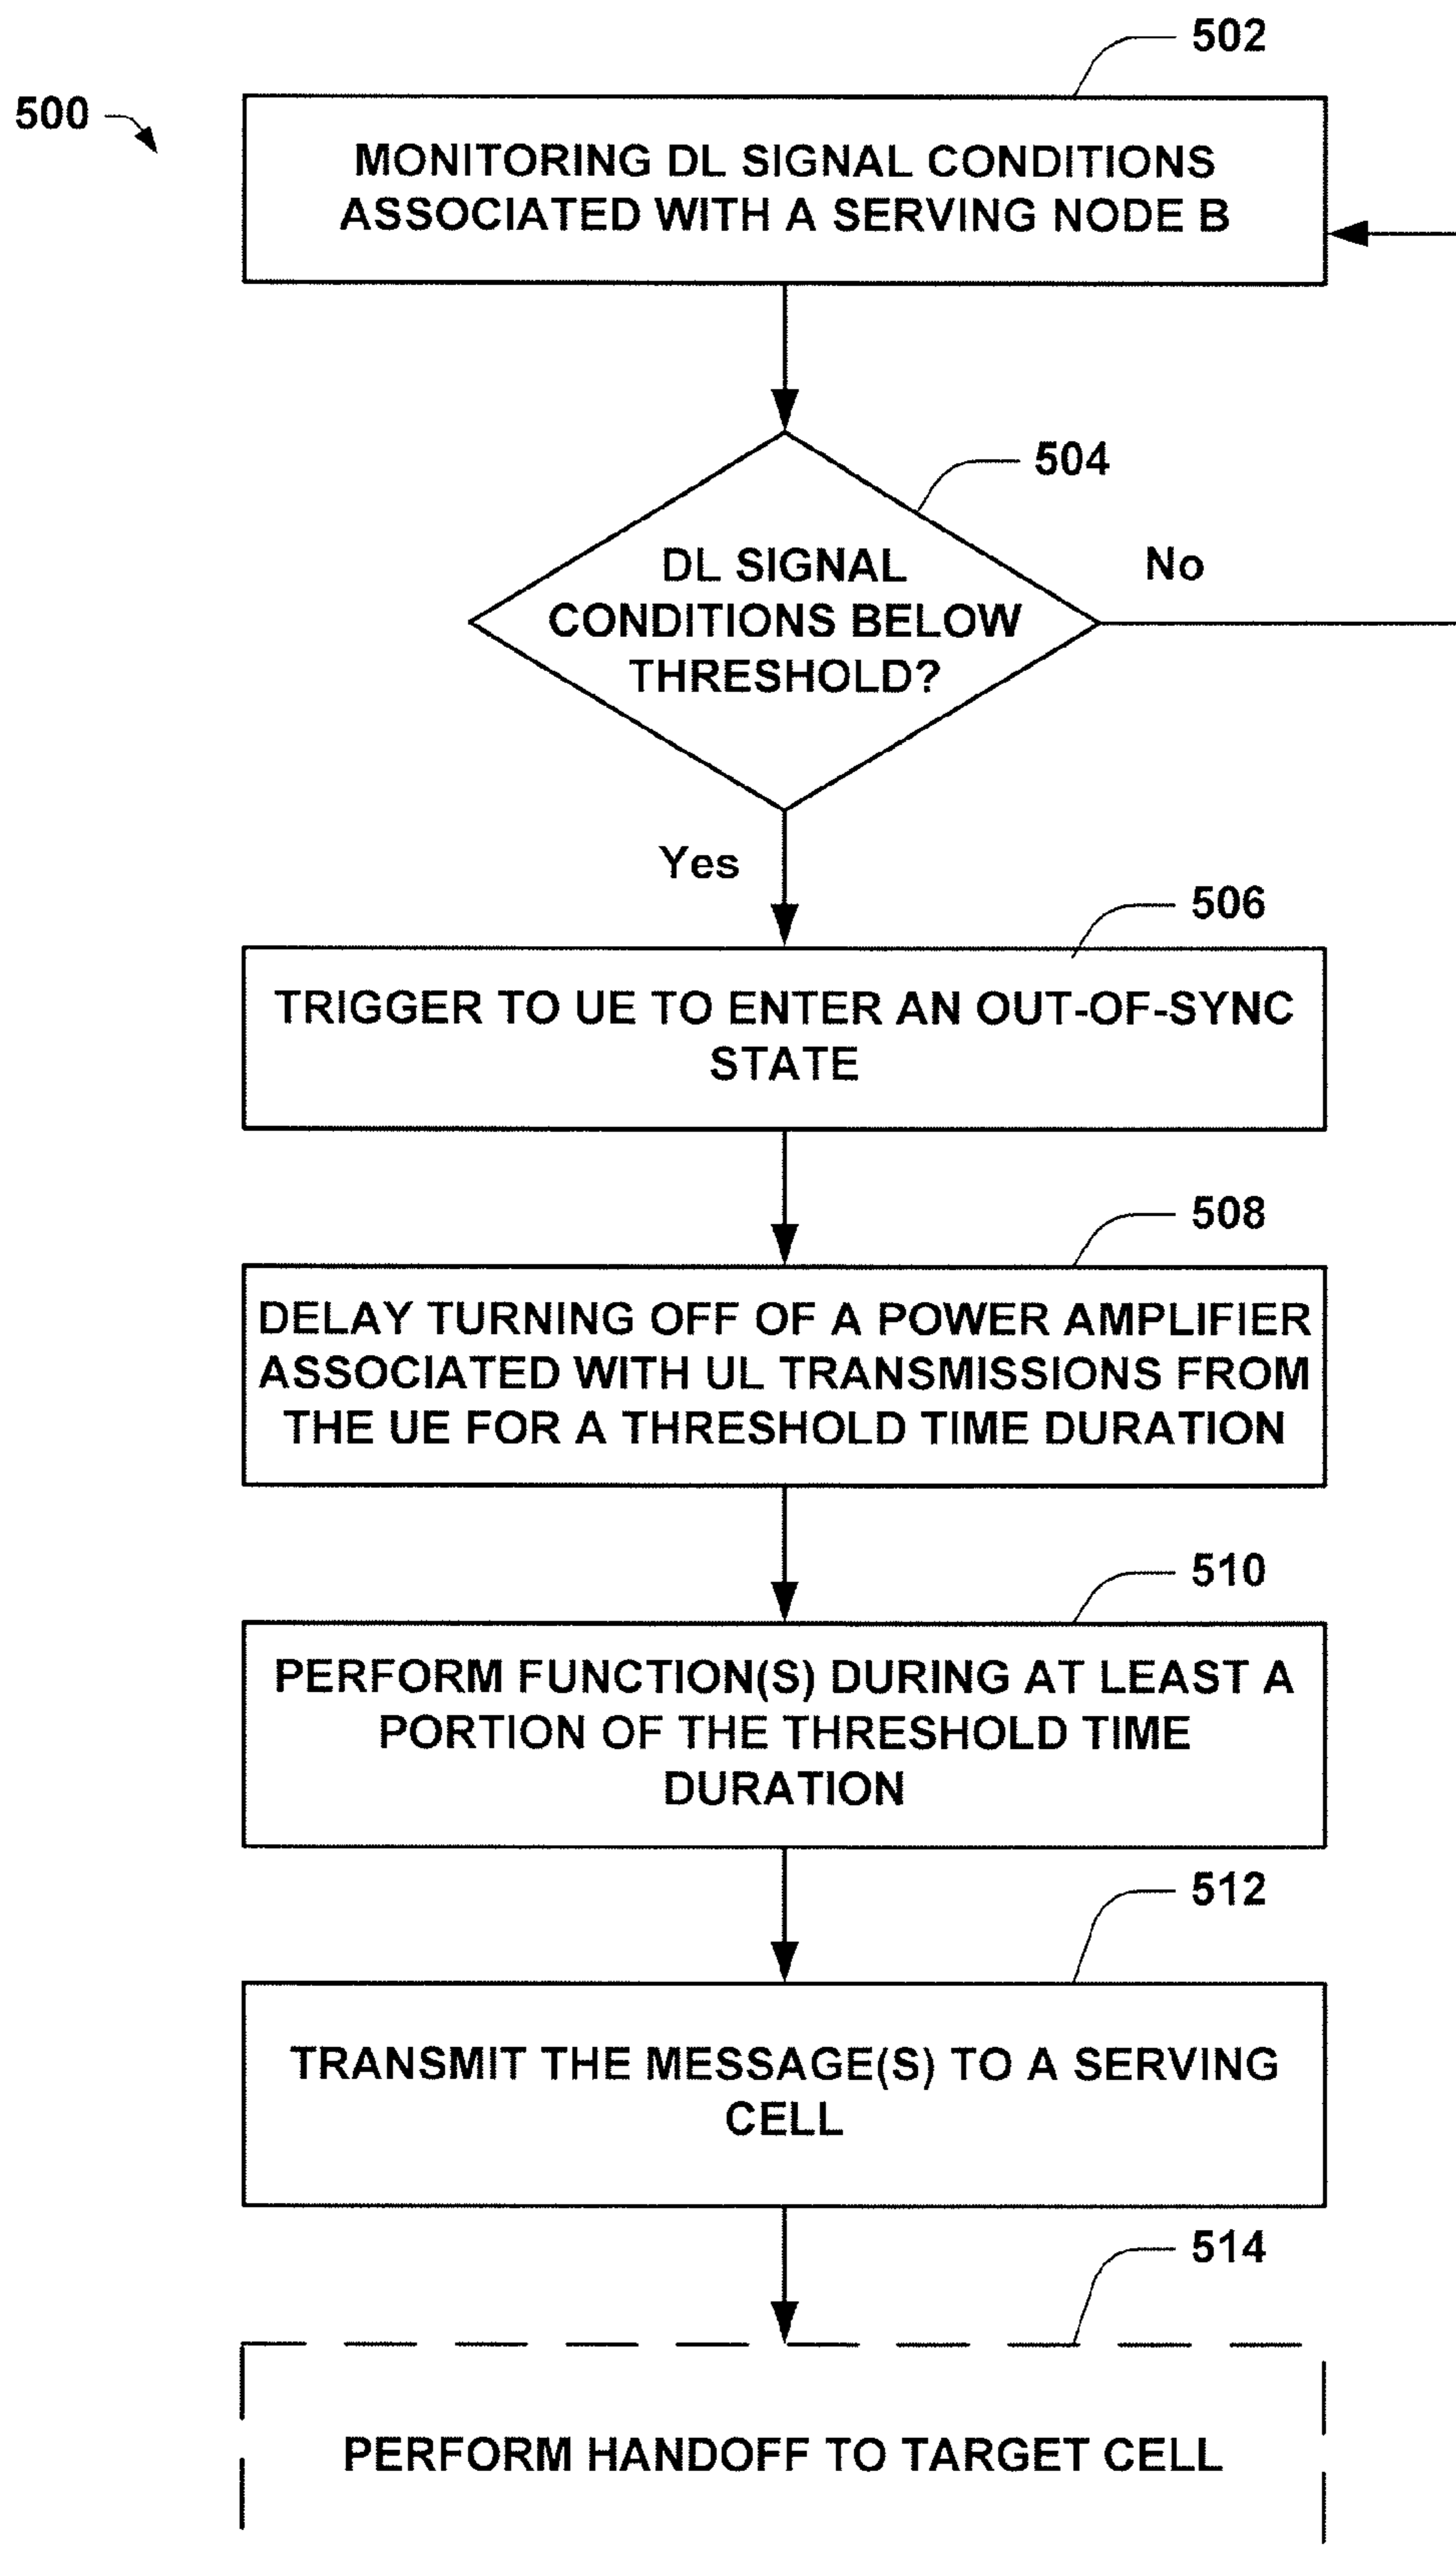 502
500
MONITORING DL SIGNAL CONDITIONS
ASSOCIATED WITH A SERVING NODE B
504
DL SIGNAL
CONDITIONS BELOW
THRESHOLD?
No
Yes
506
TRIGGER TO UE TO ENTER AN OUT-OF-SYNC
STATE
508
DELAY TURNING OFF OF A POWER AMPLIFIER
ASSOCIATED WITH UL TRANSMISSIONS FROM
THE UE FOR A THRESHOLD TIME DURATION
510
PERFORM FUNCTION(S) DURING AT LEAST A
PORTION OF THE THRESHOLD TIME
DURATION
512
TRANSMIT THE MESSAGE(S) TO A SERVING
CELL
514
PERFORM HANDOFF TO TARGET CELL